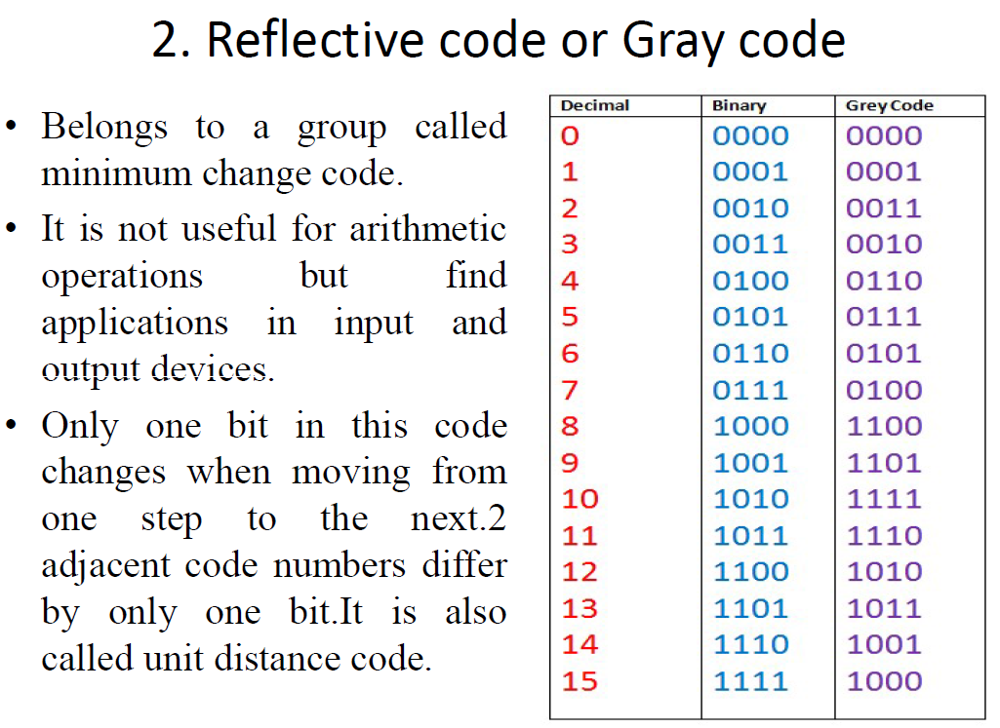 2. Reflective code or Gray code
• Belongs to a group called
minimum change code.
• It is not useful for arithmetic
operations but find
applications in input and
output devices.
• Only one bit in this code
changes when moving from
one step to the next.2
adjacent code numbers differ
by only one bit.It is also
called unit distance code.
Decimal Binary Grey Code
0 0000 0000
1 0001 0001
2 0010 0011
3 0011 0010
4 0100 0110
5 0101 0111
6 0110 0101
7 0111 0100
8 1000 1100
9 1001 1101
10 1010 1111
11 1011 1110
12 1100 1010
13 1101 1011
14 1110 1001
15 1111 1000